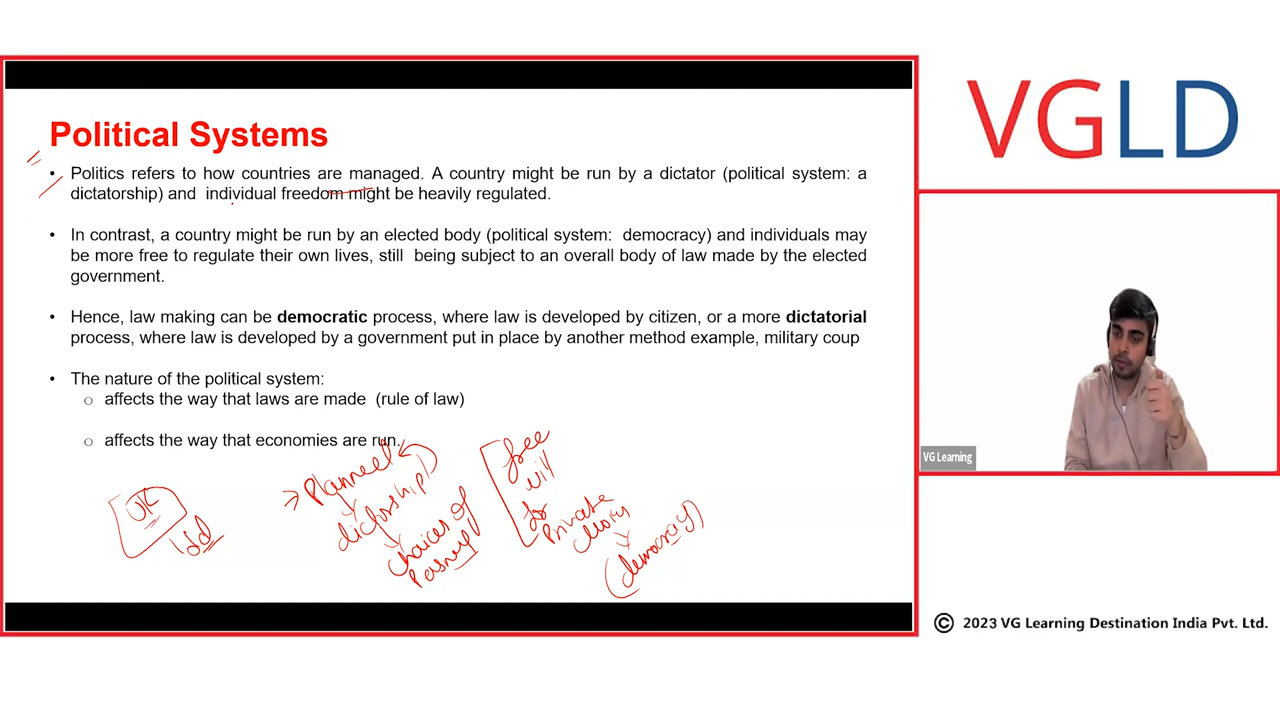 Political Systems
• Politics refers to how countries are managed. A country might be run by a dictator (political system: a
dictatorship) and individual freedom might be heavily regulated.
• In contrast, a country might be run by an elected body (political system: democracy) and individuals may
be more free to regulate their own lives, still being subject to an overall body of law made by the elected
government.
• Hence, law making can be democratic process, where law is developed by citizen, or a more dictatorial
process, where law is developed by a government put in place by another method example, military coup
• The nature of the political system:
o affects the way that laws are made (rule of law)
o affects the way that economies are run.
UK
Planned
choices of
free
Private
(democracy)
VGLD
VG Learning
© 2023 VG Learning Destination India Pvt. Ltd.